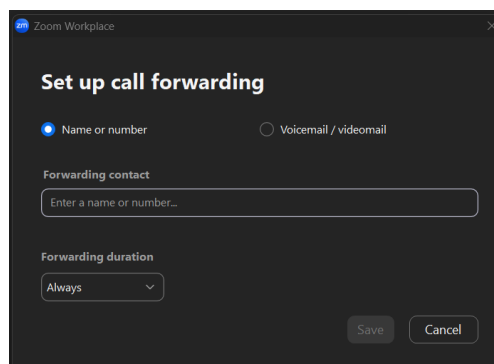 zm Zoom Workplace
Set up call forwarding
Name or number Voicemail / videomail
Forwarding contact
Enter a name or number...
Forwarding duration
Always
Save Cancel